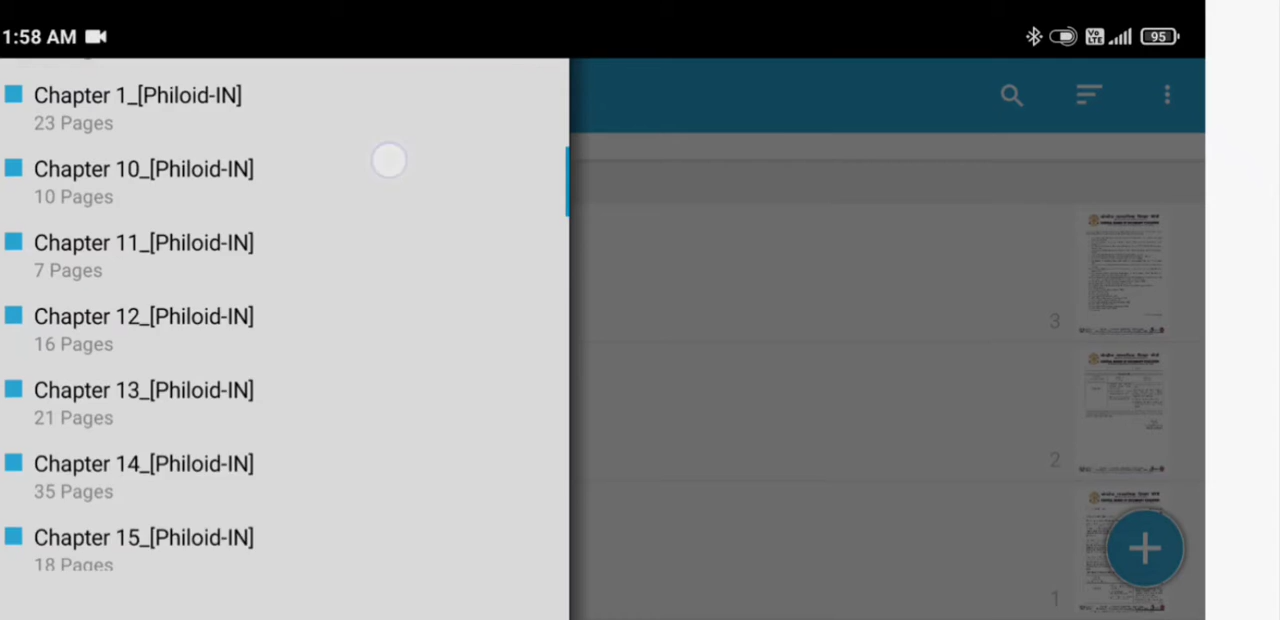 1:58 AM
Vo LTE
95
Chapter 1_[Philoid-IN]
23 Pages
Chapter 10_[Philoid-IN]
10 Pages
Chapter 11_[Philoid-IN]
7 Pages
Chapter 12_[Philoid-IN]
16 Pages
Chapter 13_[Philoid-IN]
21 Pages
Chapter 14_[Philoid-IN]
35 Pages
Chapter 15_[Philoid-IN]
18 Pages
3
2
1